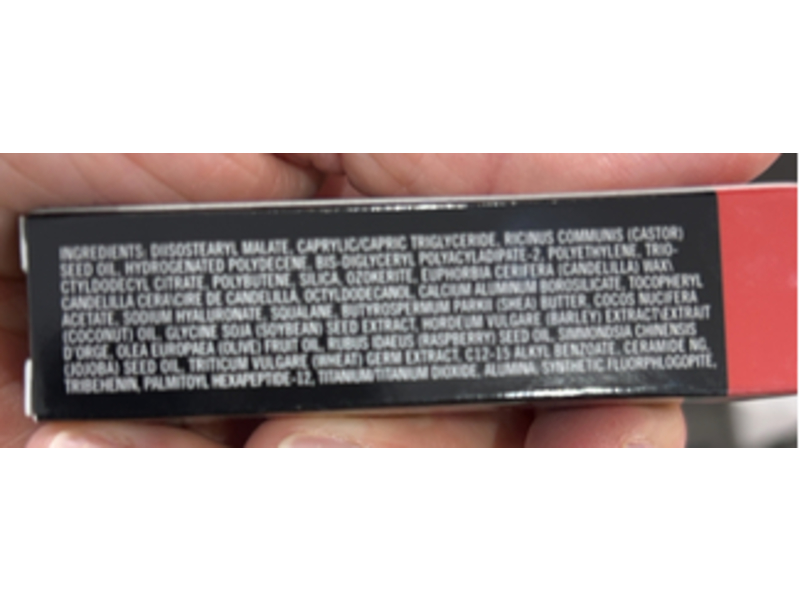 INGREDIENTS: DIISOSTEARYL MALATE, CAPRYLIC/CAPRIC TRIGLYCERIDE, RICINUS COMMUNIS (CASTOR)
SEED OIL, HYDROGENATED POLYDECENE, BIS-DIGLYCERYL POLYACYLADIPATE-2, POLYETHYLENE, TRIO-
CTYLDODECYL CITRATE, POLYBUTENE, SILICA, OZOKERITE, EUPHORBIA CERIFERA (CANDELILLA) WAX\
CANDELILLA CERA\CIRE DE CANDELILLA, OCTYLDODECANOL, CALCIUM ALUMINUM BOROSILICATE, TOCOPHERYL
ACETATE, SODIUM HYALURONATE, SQUALANE, BUTYROSPERMUM PARKII (SHEA) BUTTER, COCOS NUCIFERA
(COCONUT) OIL, GLYCINE SOJA (SOYBEAN) SEED EXTRACT, HORDEUM VULGARE (BARLEY) EXTRACT\EXTRAIT
D'ORGE, OLEA EUROPAEA (OLIVE) FRUIT OIL, RUBUS IDAEUS (RASPBERRY) SEED OIL, SIMMONDSIA CHINENSIS
(JOJOBA) SEED OIL, TRITICUM VULGARE (WHEAT) GERM EXTRACT, C12-15 ALKYL BENZOATE, CERAMIDE NG,
TRIBEHENIN, PALMITOYL HEXAPEPTIDE-12, TITANIUM/TITANIUM DIOXIDE, ALUMINA, SYNTHETIC FLUORPHLOGOPITE,